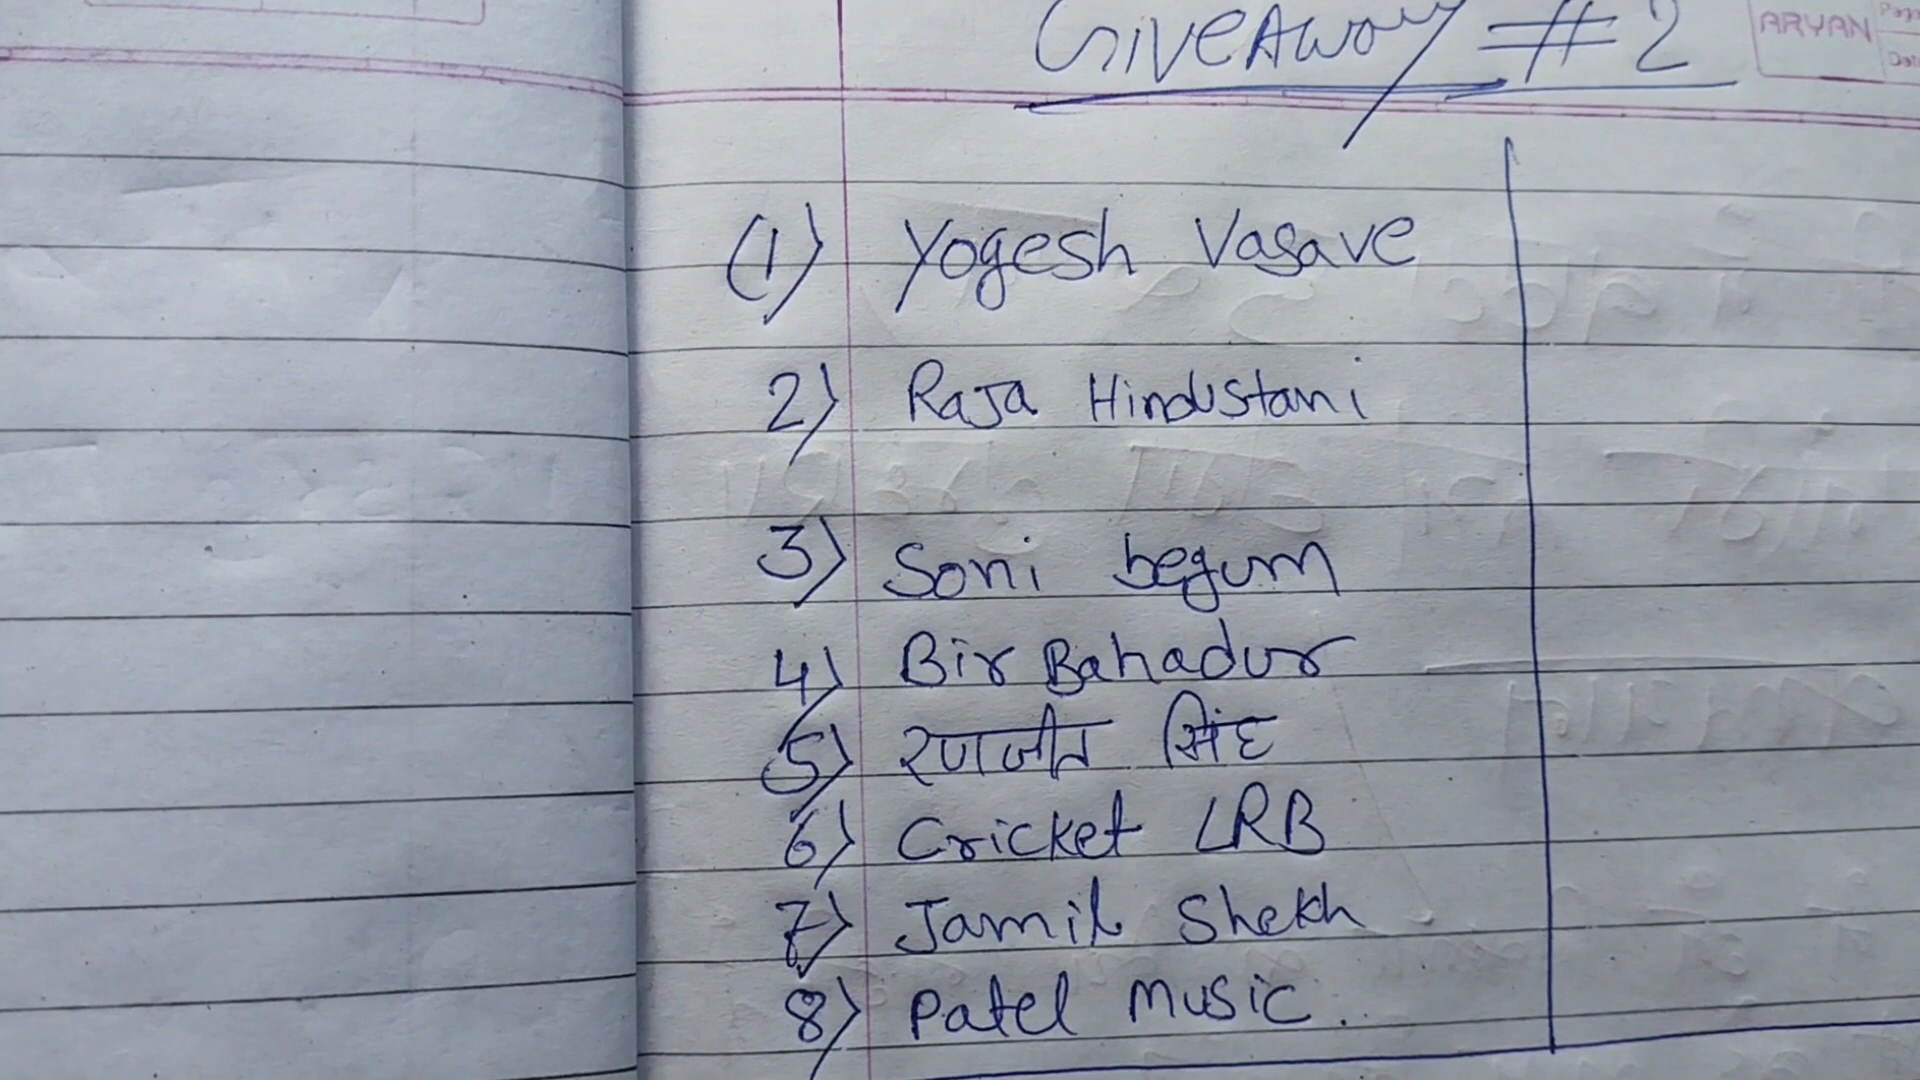 GiveAway #2
ARYAN
(1) Yogesh Vasave
2) Raja Hindustani
3) Soni begum
4) Bir Bahadur
5) रणजीत सिंह
6) Cricket LRB
7) Jamil Shekh
8) Patel Music.